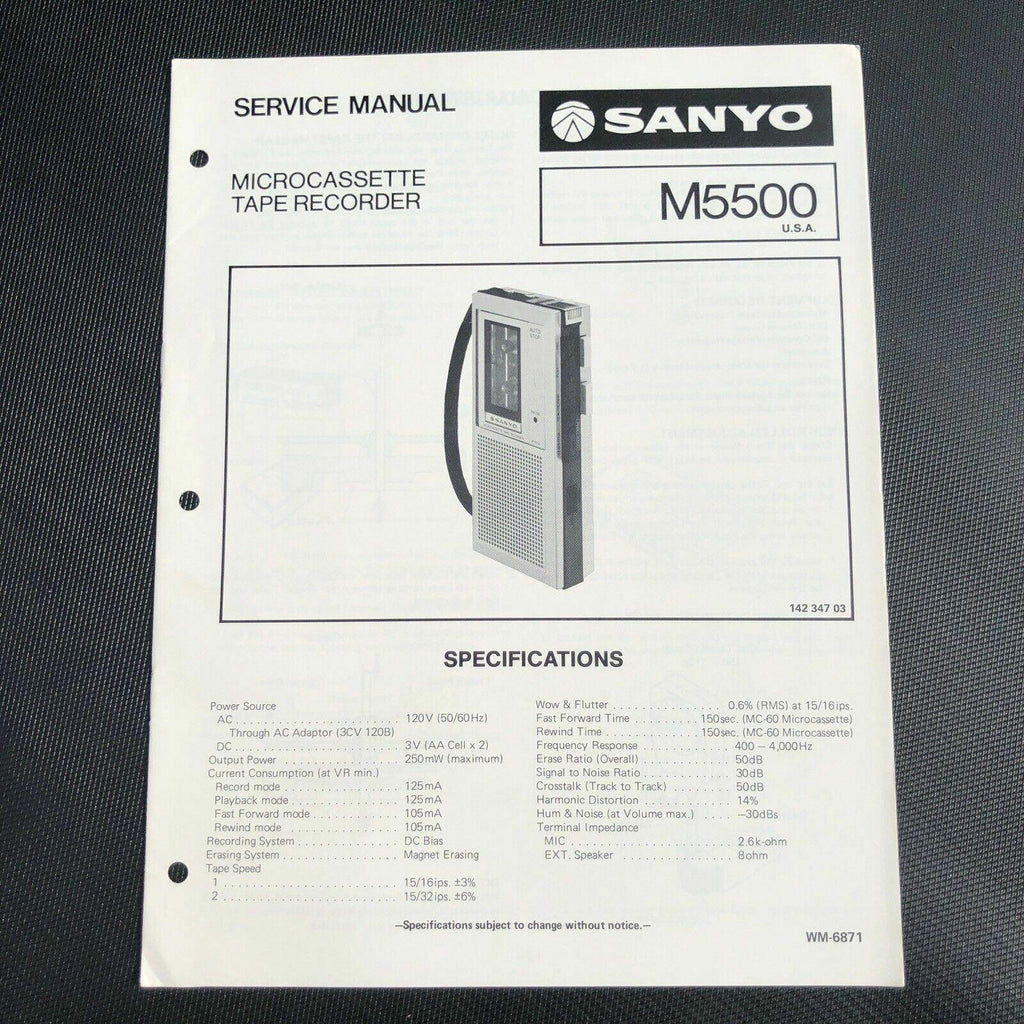 SERVICE MANUAL
SANYO
MICROCASSETTE
TAPE RECORDER
M5500
U.S.A.
AUTO
STOP
SANYO
142 347 03
SPECIFICATIONS
Power Source
AC . . . . . . . . . . . . . . . . . . . . . . . 120V (50/60Hz)
Through AC Adaptor (3CV 120B)
DC . . . . . . . . . . . . . . . . . . . . . . . 3V (AA Cell x 2)
Output Power . . . . . . . . . . . . . . . . 250mW (maximum)
Current Consumption (at VR min.)
Record mode . . . . . . . . . . . . . . . . 125mA
Playback mode . . . . . . . . . . . . . . . 125mA
Fast Forward mode . . . . . . . . . . . . 105mA
Rewind mode . . . . . . . . . . . . . . . 105mA
Recording System . . . . . . . . . . . . . . DC Bias
Erasing System . . . . . . . . . . . . . . . . Magnet Erasing
Tape Speed
1 . . . . . . . . . . . . . . . . . . . . . . . . 15/16ips. ±3%
2 . . . . . . . . . . . . . . . . . . . . . . . . 15/32ips. ±6%
Wow & Flutter . . . . . . . . . . . . . . . 0.6% (RMS) at 15/16ips.
Fast Forward Time . . . . . . . . . 150sec. (MC-60 Microcassette)
Rewind Time . . . . . . . . . . . . . 150sec. (MC-60 Microcassette)
Frequency Response . . . . . . . . . . . . 400 – 4,000Hz
Erase Ratio (Overall) . . . . . . . . . . . . 50dB
Signal to Noise Ratio . . . . . . . . . . . . 30dB
Crosstalk (Track to Track) . . . . . . . . 50dB
Harmonic Distortion . . . . . . . . . . . . 14%
Hum & Noise (at Volume max.) . . . . –30dBs
Terminal Impedance
MIC . . . . . . . . . . . . . . . . . . . . . . . 2.6k-ohm
EXT. Speaker . . . . . . . . . . . . . . . 8ohm
—Specifications subject to change without notice.—
WM-6871